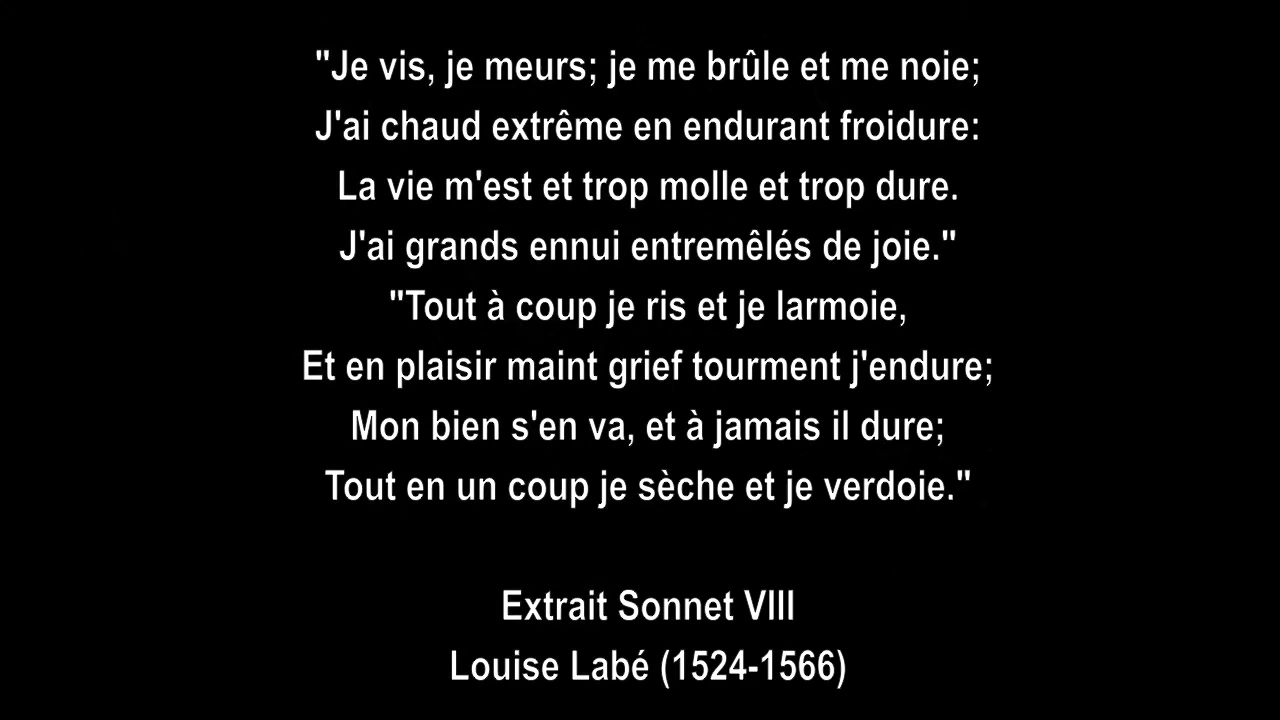 "Je vis, je meurs; je me brûle et me noie;
J'ai chaud extrême en endurant froidure:
La vie m'est et trop molle et trop dure.
J'ai grands ennui entremêlés de joie."
"Tout à coup je ris et je larmoie,
Et en plaisir maint grief tourment j'endure;
Mon bien s'en va, et à jamais il dure;
Tout en un coup je sèche et je verdoie."
Extrait Sonnet VIII
Louise Labé (1524-1566)